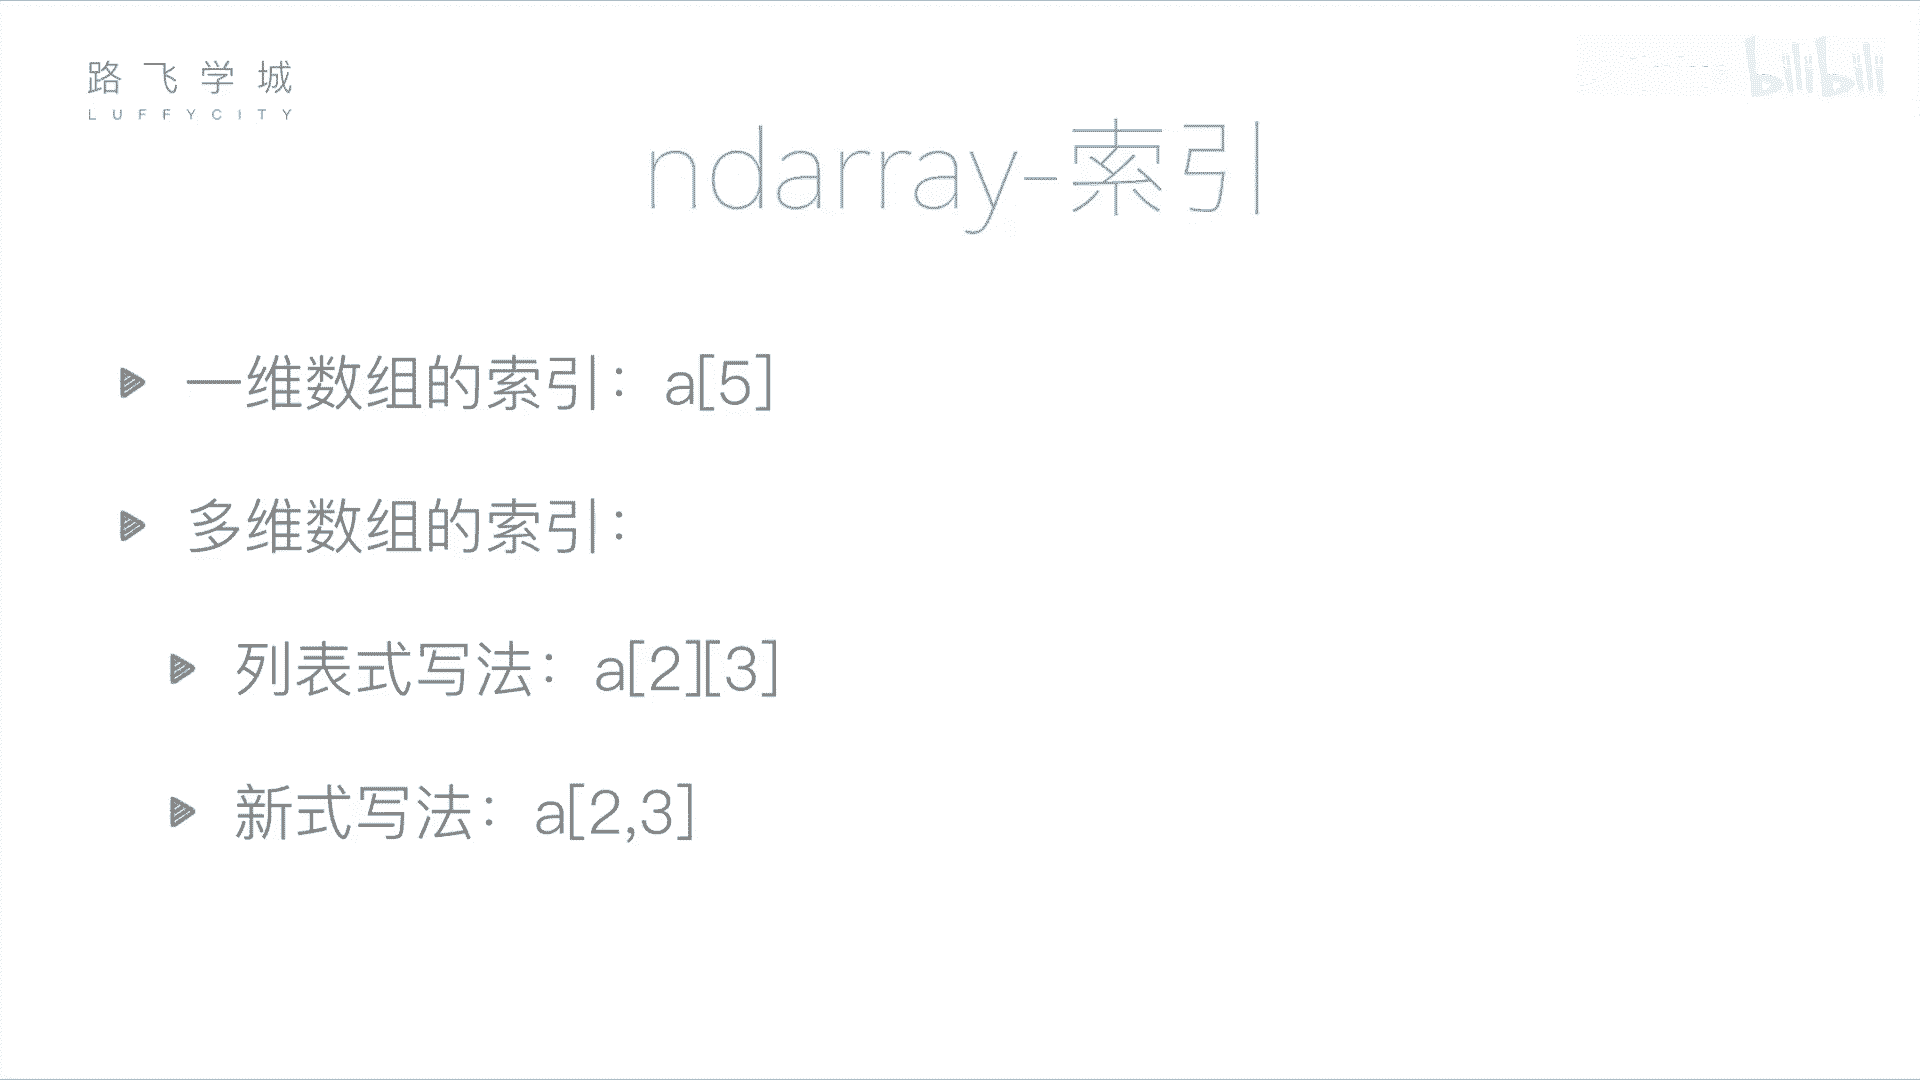 路飞学城
LUFFYCITY
bilibili
ndarray-索引
一维数组的索引：a[5]
多维数组的索引：
列表式写法：a[2][3]
新式写法：a[2,3]